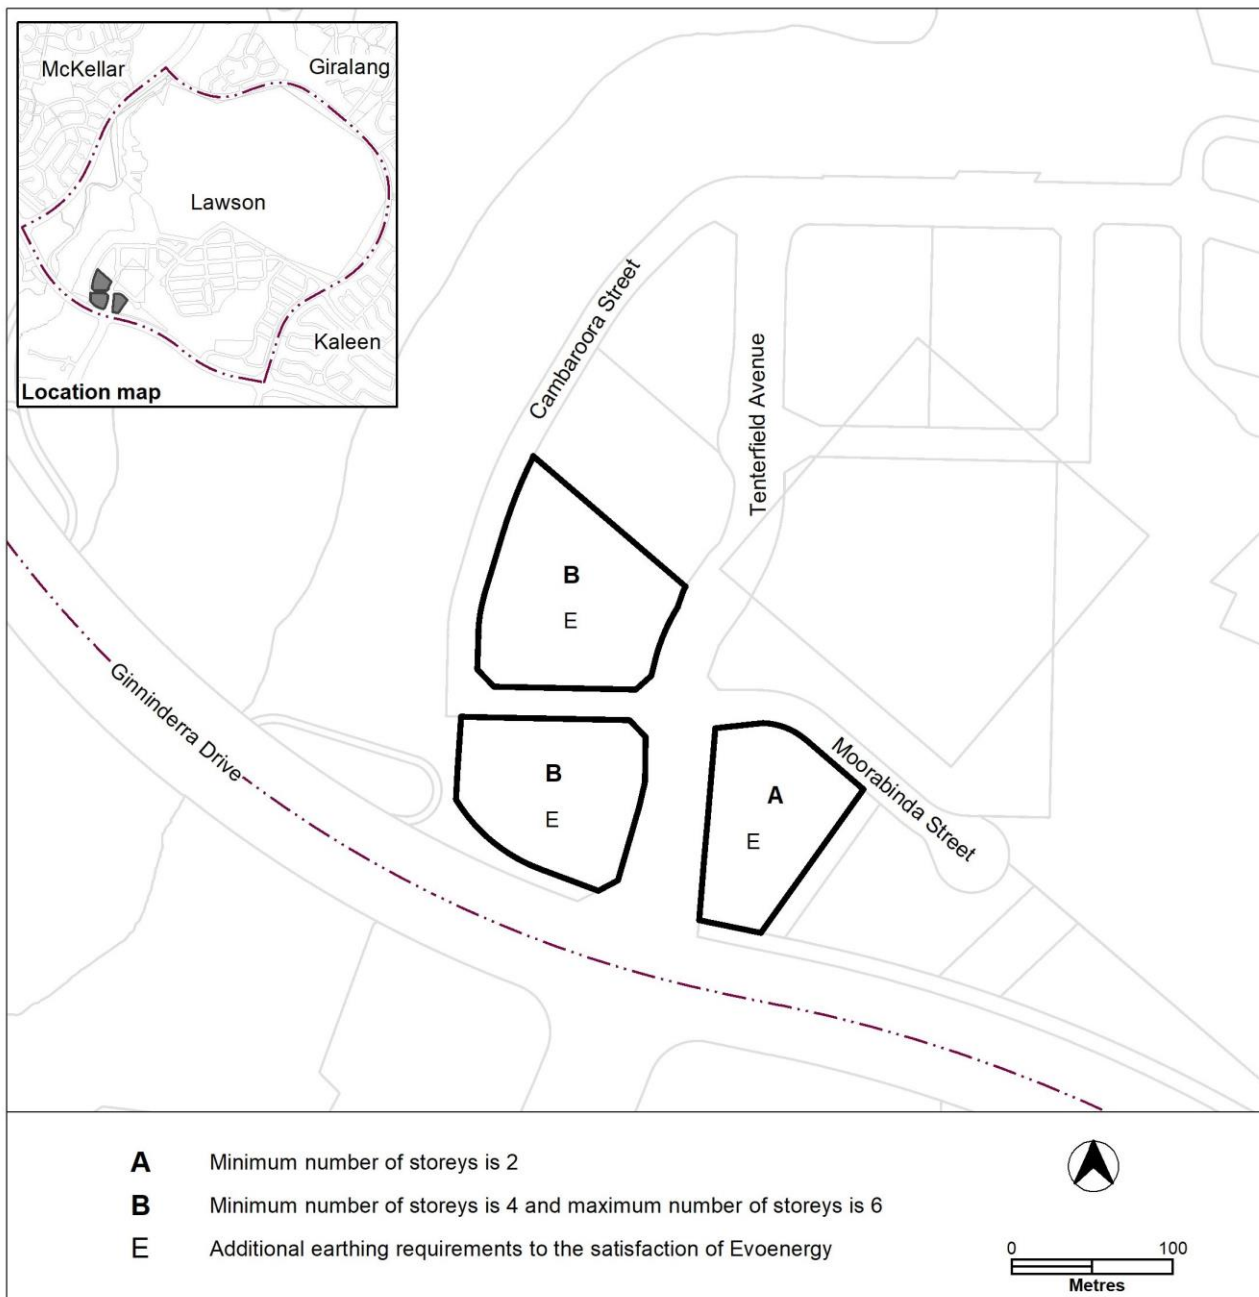 McKellar
Giralang
Lawson
Kaleen
Location map
Cambaroora Street
Tenterfield Avenue
B
E
Ginninderra Drive
B
E
A
E
Moorabinda Street
A Minimum number of storeys is 2
B Minimum number of storeys is 4 and maximum number of storeys is 6
E Additional earthing requirements to the satisfaction of Evoenergy
0 100
Metres